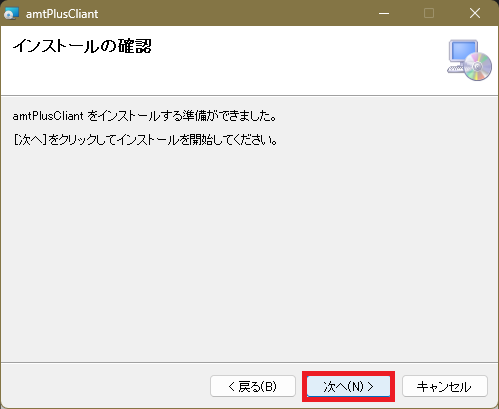 amtPlusCliant
インストールの確認
amtPlusCliant をインストールする準備ができました。
[次へ]をクリックしてインストールを開始してください。
< 戻る(B)
次へ(N) >
キャンセル